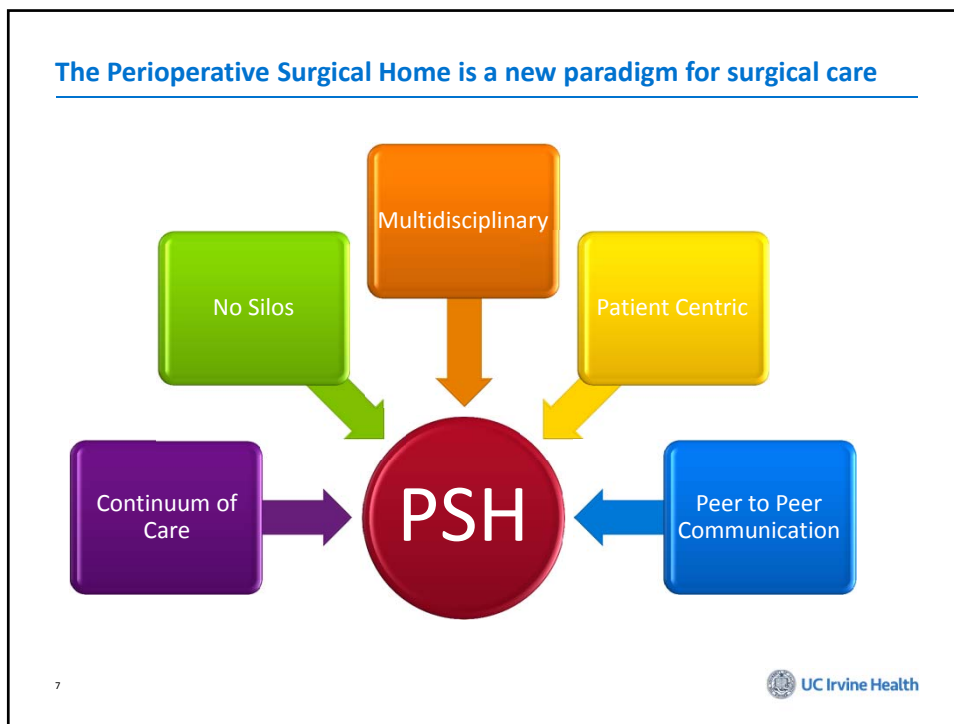 The Perioperative Surgical Home is a new paradigm for surgical care
Multidisciplinary
No Silos
Patient Centric
Continuum of
Care
PSH
Peer to Peer
Communication
7
UC Irvine Health